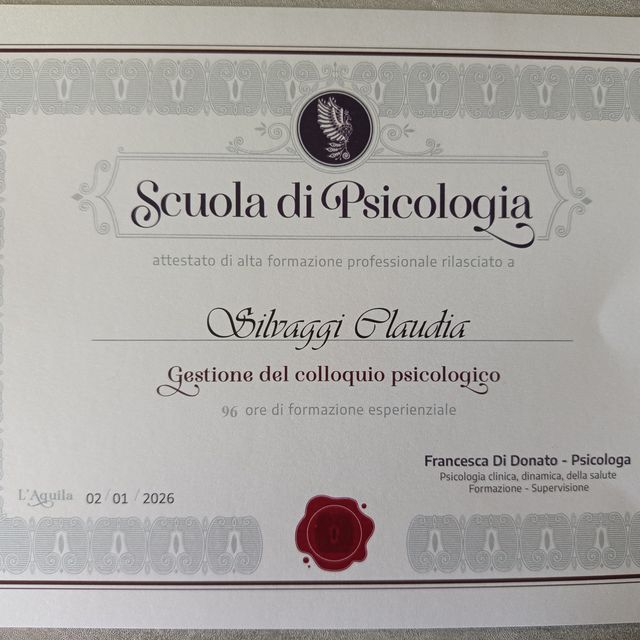 Scuola di Psicologia
attestato di alta formazione professionale rilasciato a
Silvaggi Claudia
Gestione del colloquio psicologico
96 ore di formazione esperienziale
Francesca Di Donato - Psicologa
Psicologia clinica, dinamica, della salute
Formazione - Supervisione
L'Aquila 02/01/2026